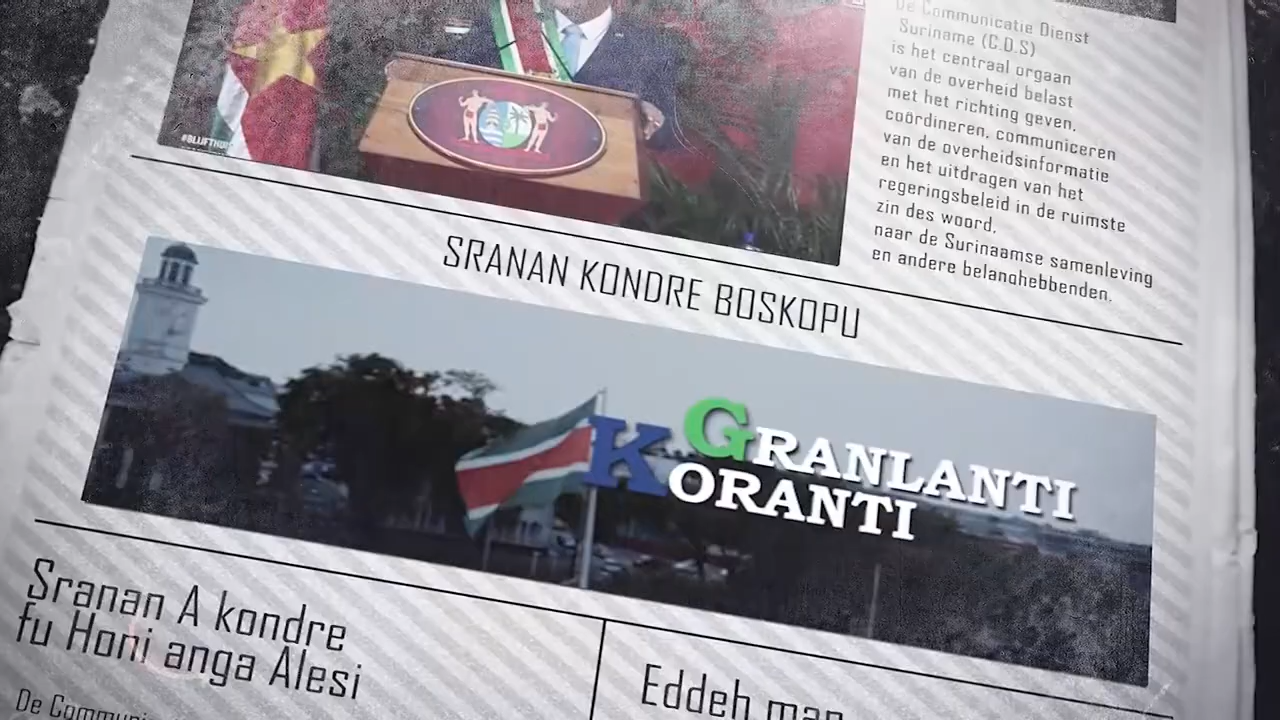 De Communicatie Dienst
Suriname (C.D.S)
is het centraal orgaan
van de overheid belast
met het richting geven,
coördineren, communiceren
van de overheidsinformatie
en het uitdragen van het
regeringsbeleid in de ruimste
zin des woord,
naar de Surinaamse samenleving
en andere belanghebbenden.
SRANAN KONDRE BOSKOPU
GRANLANTI
KORANTI
Sranan A kondre
fu Honi anga Alesi
Eddeh man
De